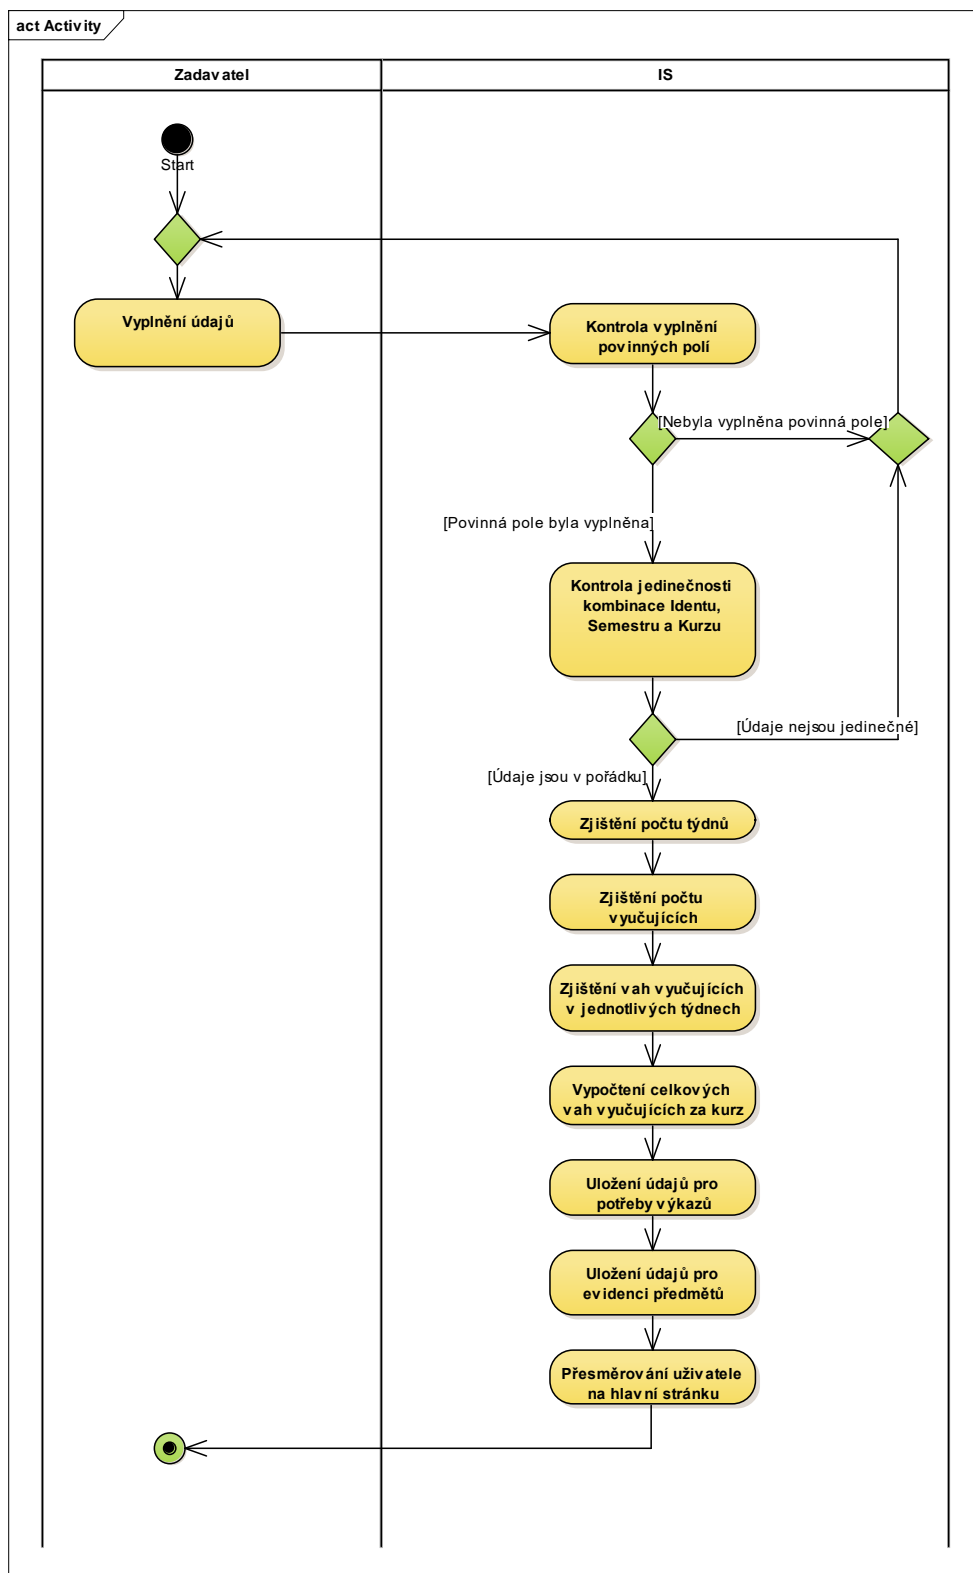 act Activity
Zadavatel
IS
Start
Vyplnění údajů
Kontrola vyplnění
povinných polí
[Nebyla vyplněna povinná pole]
[Povinná pole byla vyplněna]
Kontrola jedinečnosti
kombinace Identu,
Semestru a Kurzu
[Údaje nejsou jedinečné]
[Údaje jsou v pořádku]
Zjištění počtu týdnů
Zjištění počtu
vyučujících
Zjištění vah vyučujících
v jednotlivých týdnech
Vypočtení celkových
vah vyučujících za kurz
Uložení údajů pro
potřeby výkazů
Uložení údajů pro
evidenci předmětů
Přesměrování uživatele
na hlavní stránku